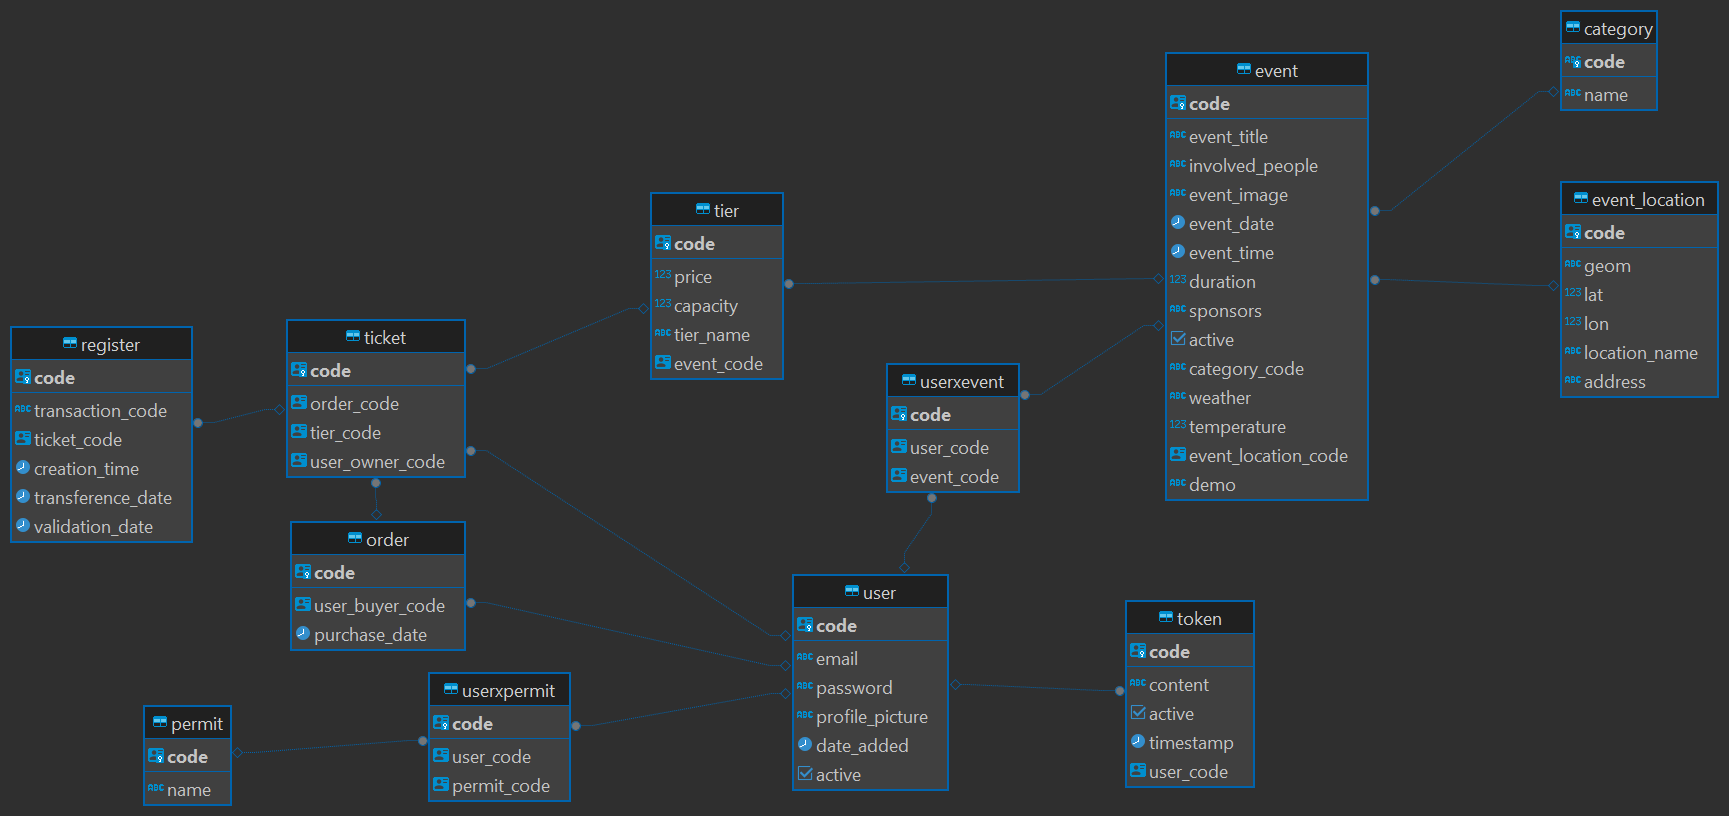 category
code
name
event
code
event_title
involved_people
event_image
event_date
event_time
duration
sponsors
active
category_code
weather
temperature
event_location_code
demo
event_location
code
geom
lat
lon
location_name
address
tier
code
price
capacity
tier_name
event_code
register
code
transaction_code
ticket_code
creation_time
transference_date
validation_date
ticket
code
order_code
tier_code
user_owner_code
userxevent
code
user_code
event_code
order
code
user_buyer_code
purchase_date
user
code
email
password
profile_picture
date_added
active
token
code
content
active
timestamp
user_code
userxpermit
code
user_code
permit_code
permit
code
name